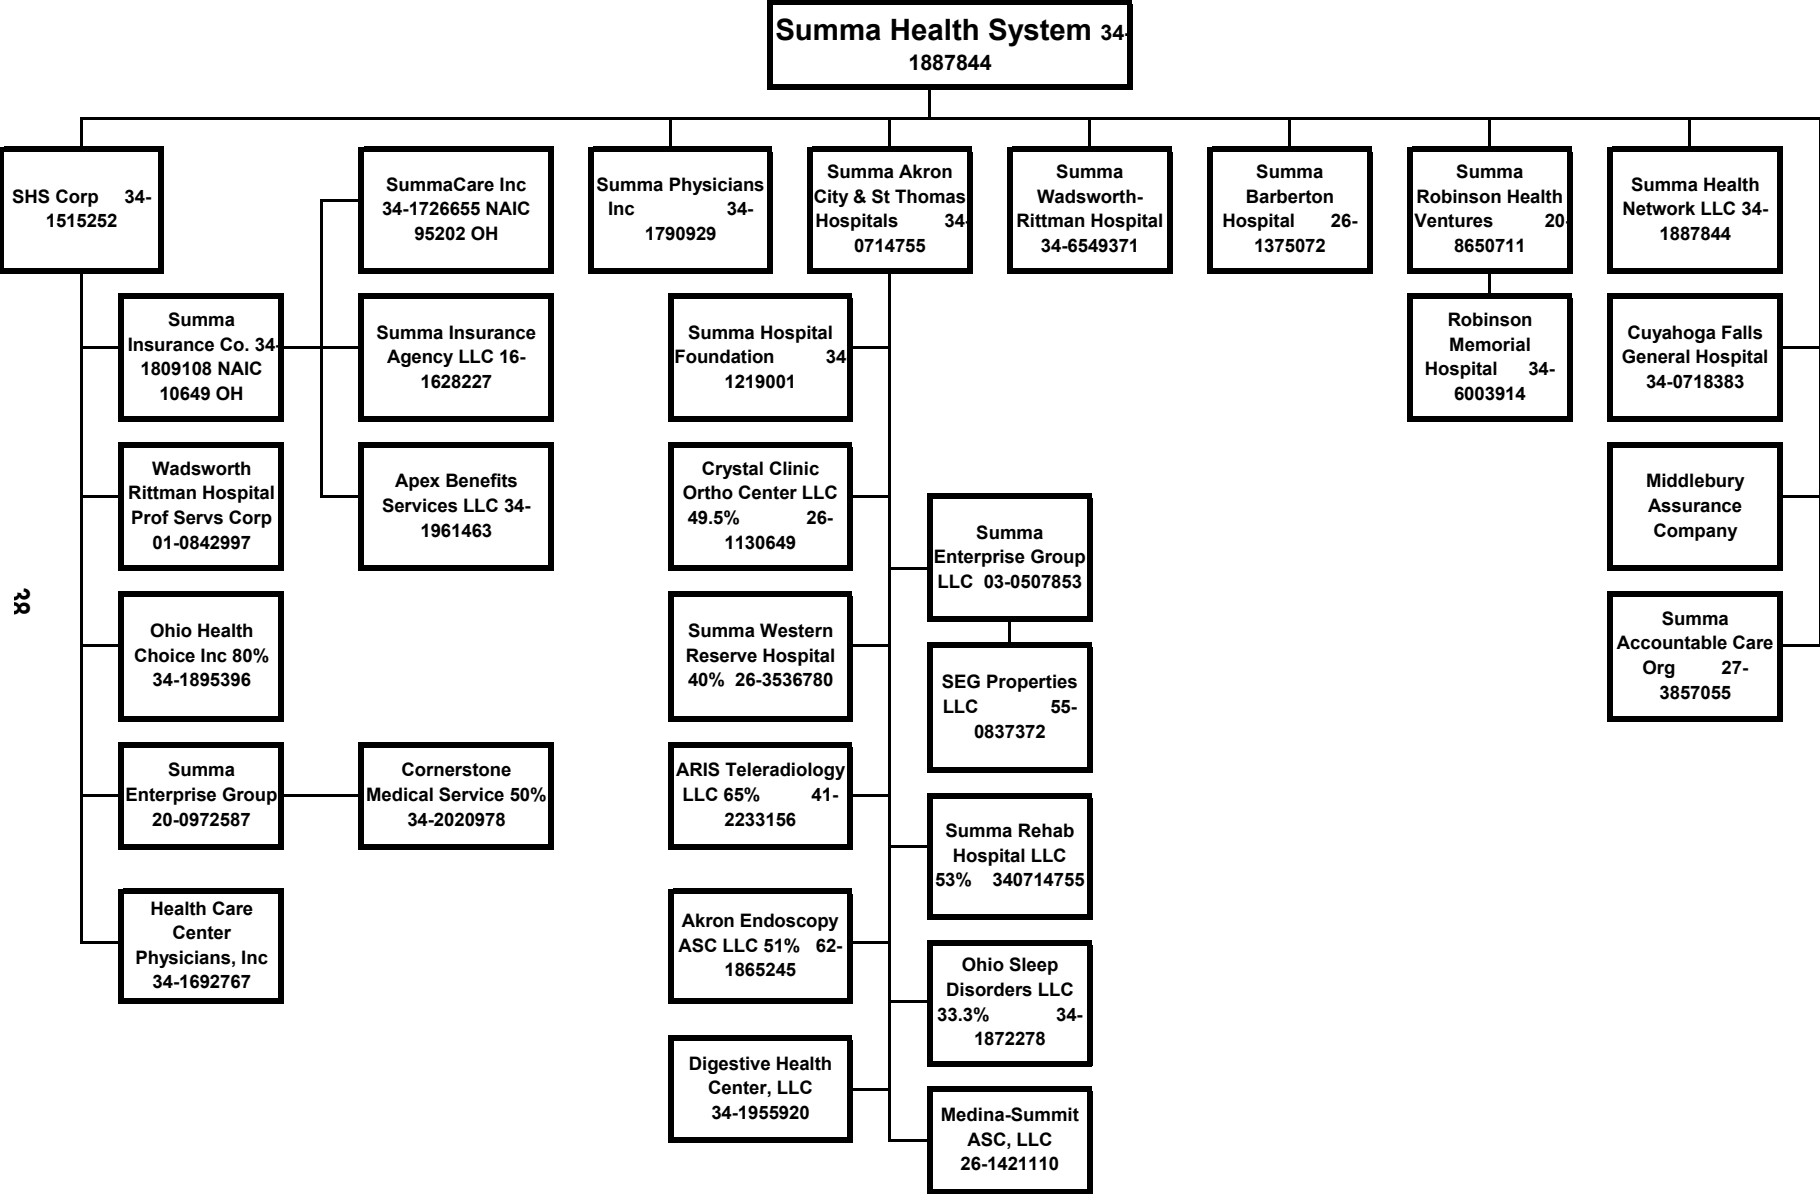 Summa Health System 34-
1887844
SHS Corp 34-
1515252
SummaCare Inc
34-1726655 NAIC
95202 OH
Summa Physicians
Inc 34-
1790929
Summa Akron
City & St Thomas
Hospitals 34-
0714755
Summa
Wadsworth-
Rittman Hospital
34-6549371
Summa
Barberton
Hospital 26-
1375072
Summa
Robinson Health
Ventures 20-
8650711
Summa Health
Network LLC 34-
1887844
Summa
Insurance Co. 34-
1809108 NAIC
10649 OH
Summa Insurance
Agency LLC 16-
1628227
Summa Hospital
Foundation 34
1219001
Robinson
Memorial
Hospital 34-
6003914
Cuyahoga Falls
General Hospital
34-0718383
Wadsworth
Rittman Hospital
Prof Servs Corp
01-0842997
Apex Benefits
Services LLC 34-
1961463
Crystal Clinic
Ortho Center LLC
49.5% 26-
1130649
Summa
Enterprise Group
LLC 03-0507853
Middlebury
Assurance
Company
38
Ohio Health
Choice Inc 80%
34-1895396
Summa Western
Reserve Hospital
40% 26-3536780
SEG Properties
LLC 55-
0837372
Summa
Accountable Care
Org 27-
3857055
Summa
Enterprise Group
20-0972587
Cornerstone
Medical Service 50%
34-2020978
ARIS Teleradiology
LLC 65% 41-
2233156
Summa Rehab
Hospital LLC
53% 340714755
Health Care
Center
Physicians, Inc
34-1692767
Akron Endoscopy
ASC LLC 51% 62-
1865245
Ohio Sleep
Disorders LLC
33.3% 34-
1872278
Digestive Health
Center, LLC
34-1955920
Medina-Summit
ASC, LLC
26-1421110